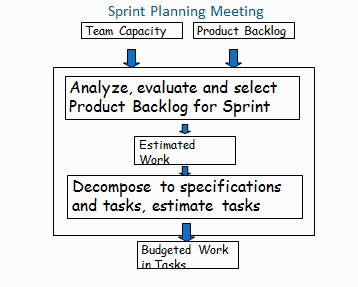 Sprint Planning Meeting
Team Capacity
Product Backlog
Analyze, evaluate and select
Product Backlog for Sprint
Estimated
Work
Decompose to specifications
and tasks, estimate tasks
Budgeted Work
in Tasks